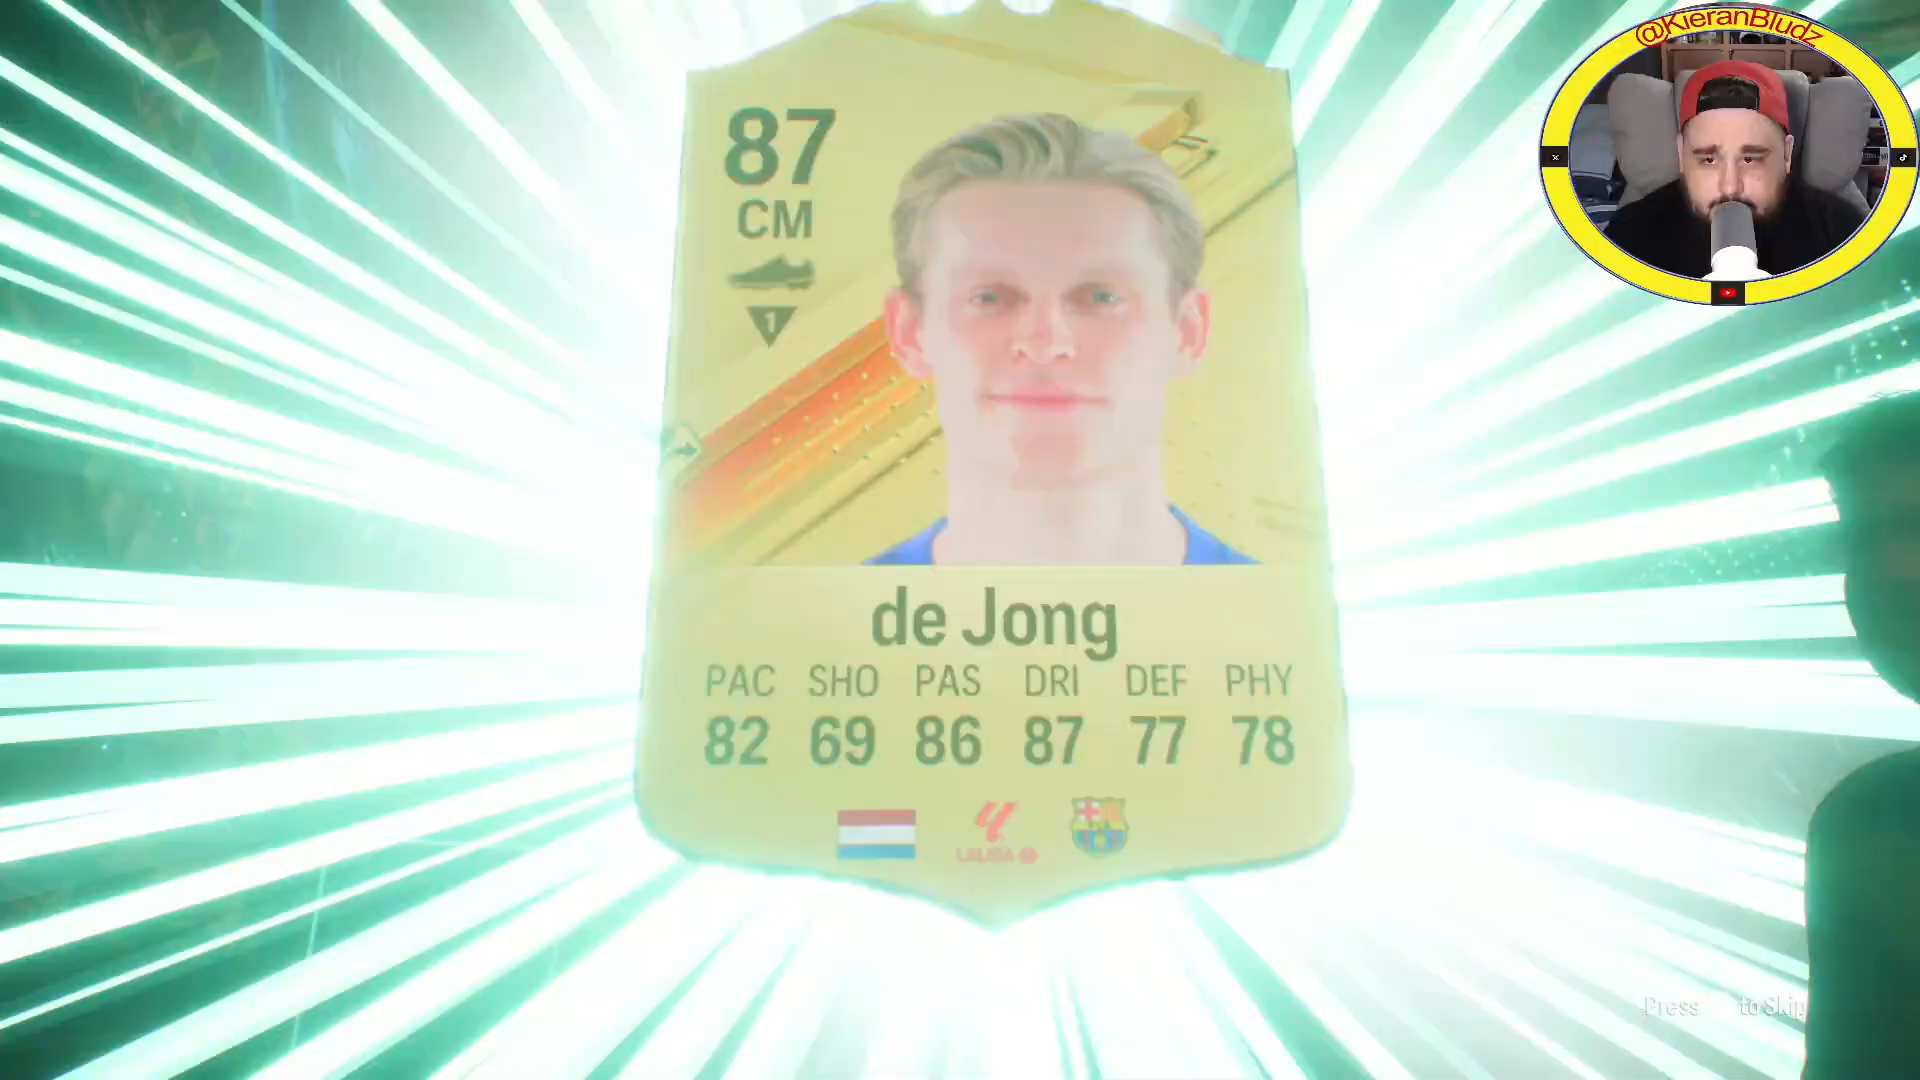 @KieranBludz
87
CM
1
de Jong
PAC SHO PAS DRI DEF PHY
82 69 86 87 77 78
LALIGA
Press to Skip